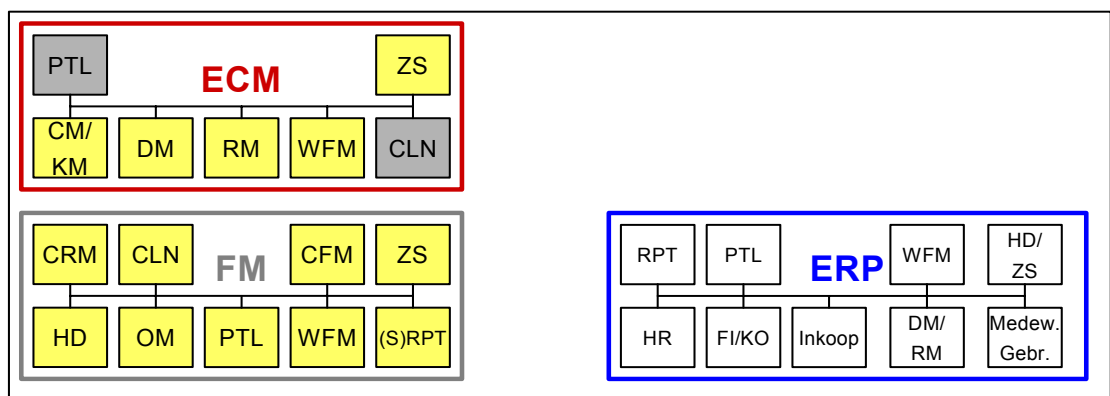 PTL
ECM
ZS
CM/
KM
DM
RM
WFM
CLN
CRM
CLN
FM
CFM
ZS
HD
OM
PTL
WFM
(S)RPT
RPT
PTL
ERP
WFM
HD/
ZS
HR
FI/KO
Inkoop
DM/
RM
Medew.
Gebr.